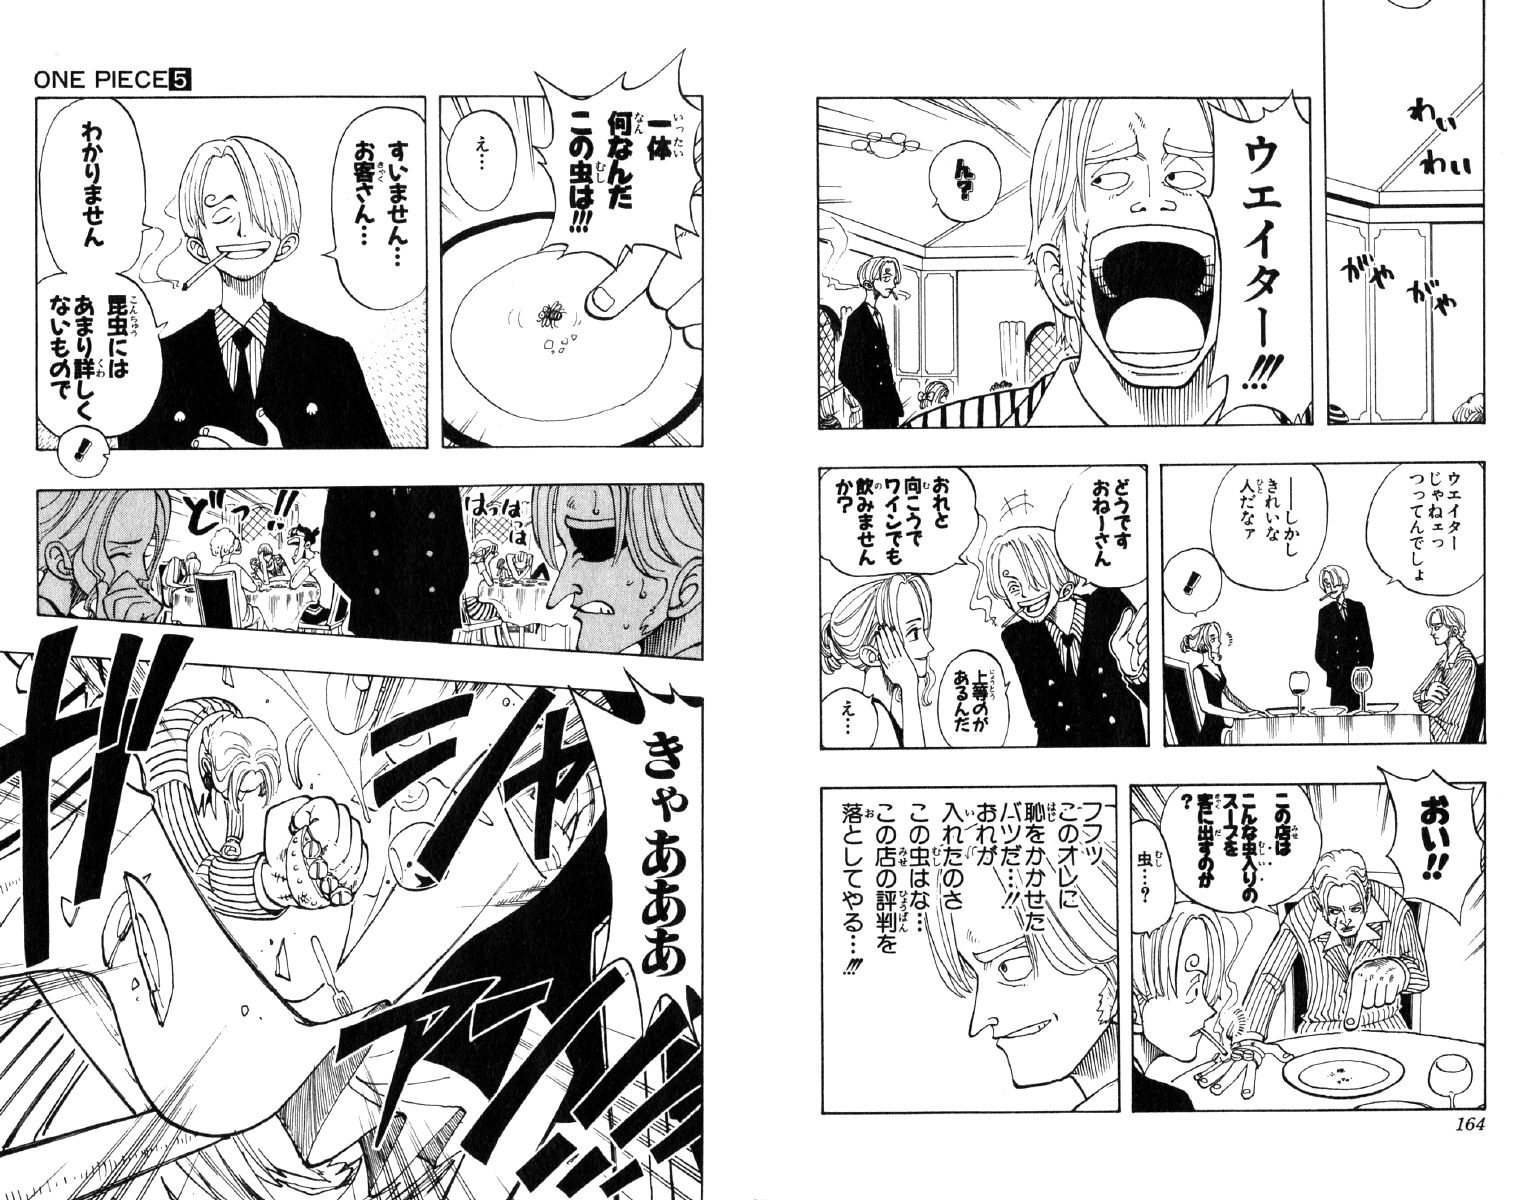 わい
わい
がや
がや
ウエイターー!!!
ん?
ウエイター
じゃねェっ
つってんでしょ
──しかし
きれいな
人だなァ
!
どうです
おねーさん
おれと
向こうで
ワインでも
飲みません
か?
上等のが
あるんだ
え…
おい!!
この店は
こんな虫入りの
スープを
客に出すのか
?
虫…?
フフッ
このオレに
恥をかかせた
バツだ…!!
おれが
入れたのさ
この虫はな…
この店の評判を
落としてやる…!!!
164
ONE PIECE 5
一体
何なんだ
この虫は!!!
え…
すいません…
お客さん…
わかりません
昆虫には
あまり詳しく
ないもので
!
はっはっは
どっ!!
きゃあああ
ガシャアーン